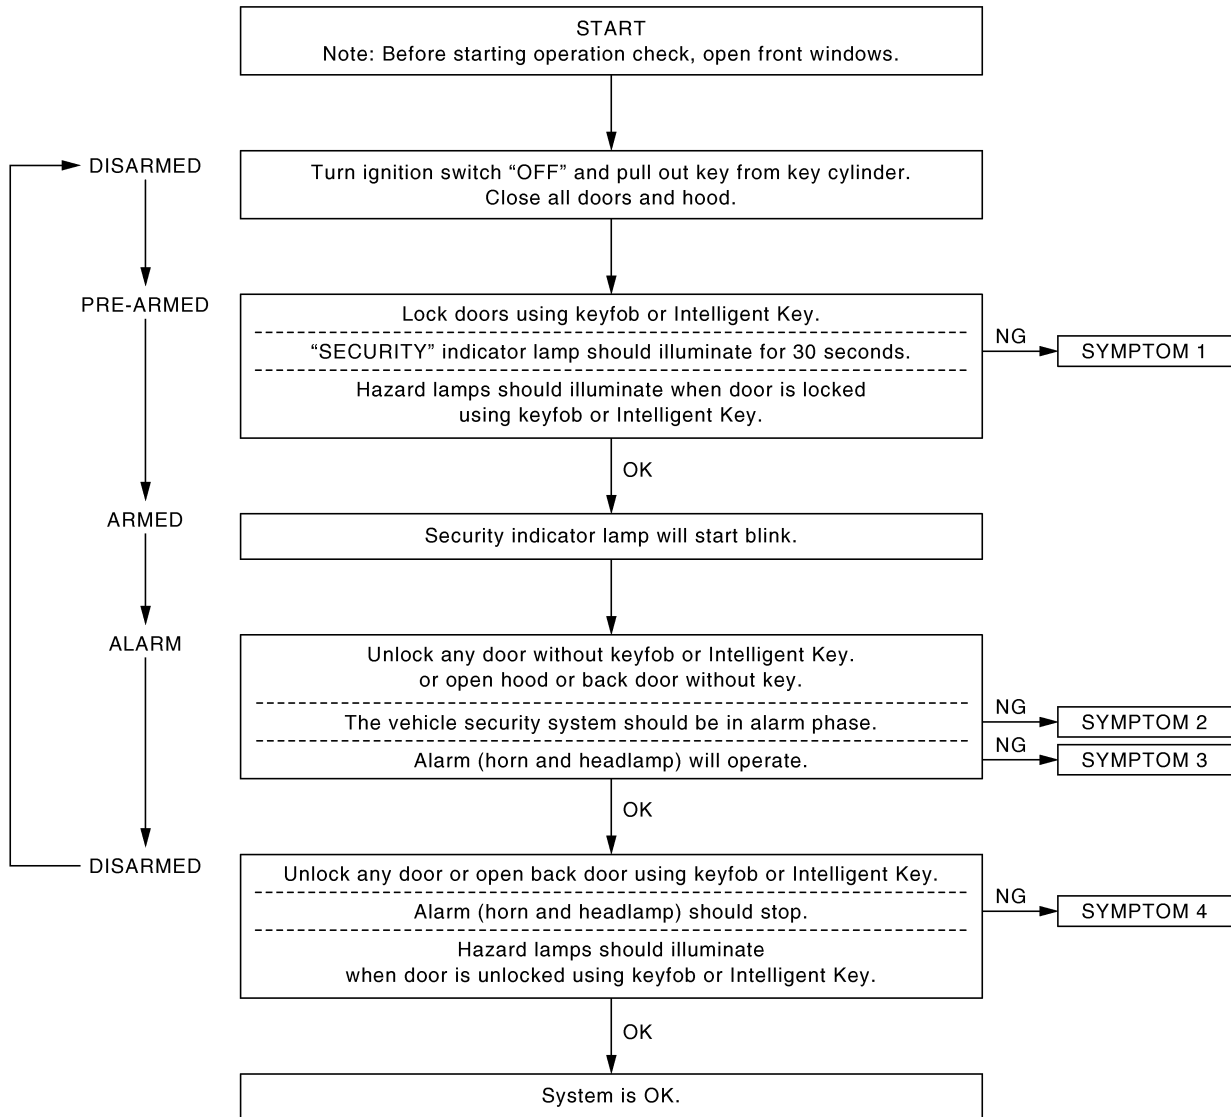 START
Note: Before starting operation check, open front windows.
DISARMED
Turn ignition switch “OFF” and pull out key from key cylinder.
Close all doors and hood.
PRE-ARMED
Lock doors using keyfob or Intelligent Key.
“SECURITY” indicator lamp should illuminate for 30 seconds.
NG
SYMPTOM 1
Hazard lamps should illuminate when door is locked
using keyfob or Intelligent Key.
OK
ARMED
Security indicator lamp will start blink.
ALARM
Unlock any door without keyfob or Intelligent Key.
or open hood or back door without key.
The vehicle security system should be in alarm phase.
NG
SYMPTOM 2
Alarm (horn and headlamp) will operate.
NG
SYMPTOM 3
OK
DISARMED
Unlock any door or open back door using keyfob or Intelligent Key.
Alarm (horn and headlamp) should stop.
NG
SYMPTOM 4
Hazard lamps should illuminate
when door is unlocked using keyfob or Intelligent Key.
OK
System is OK.